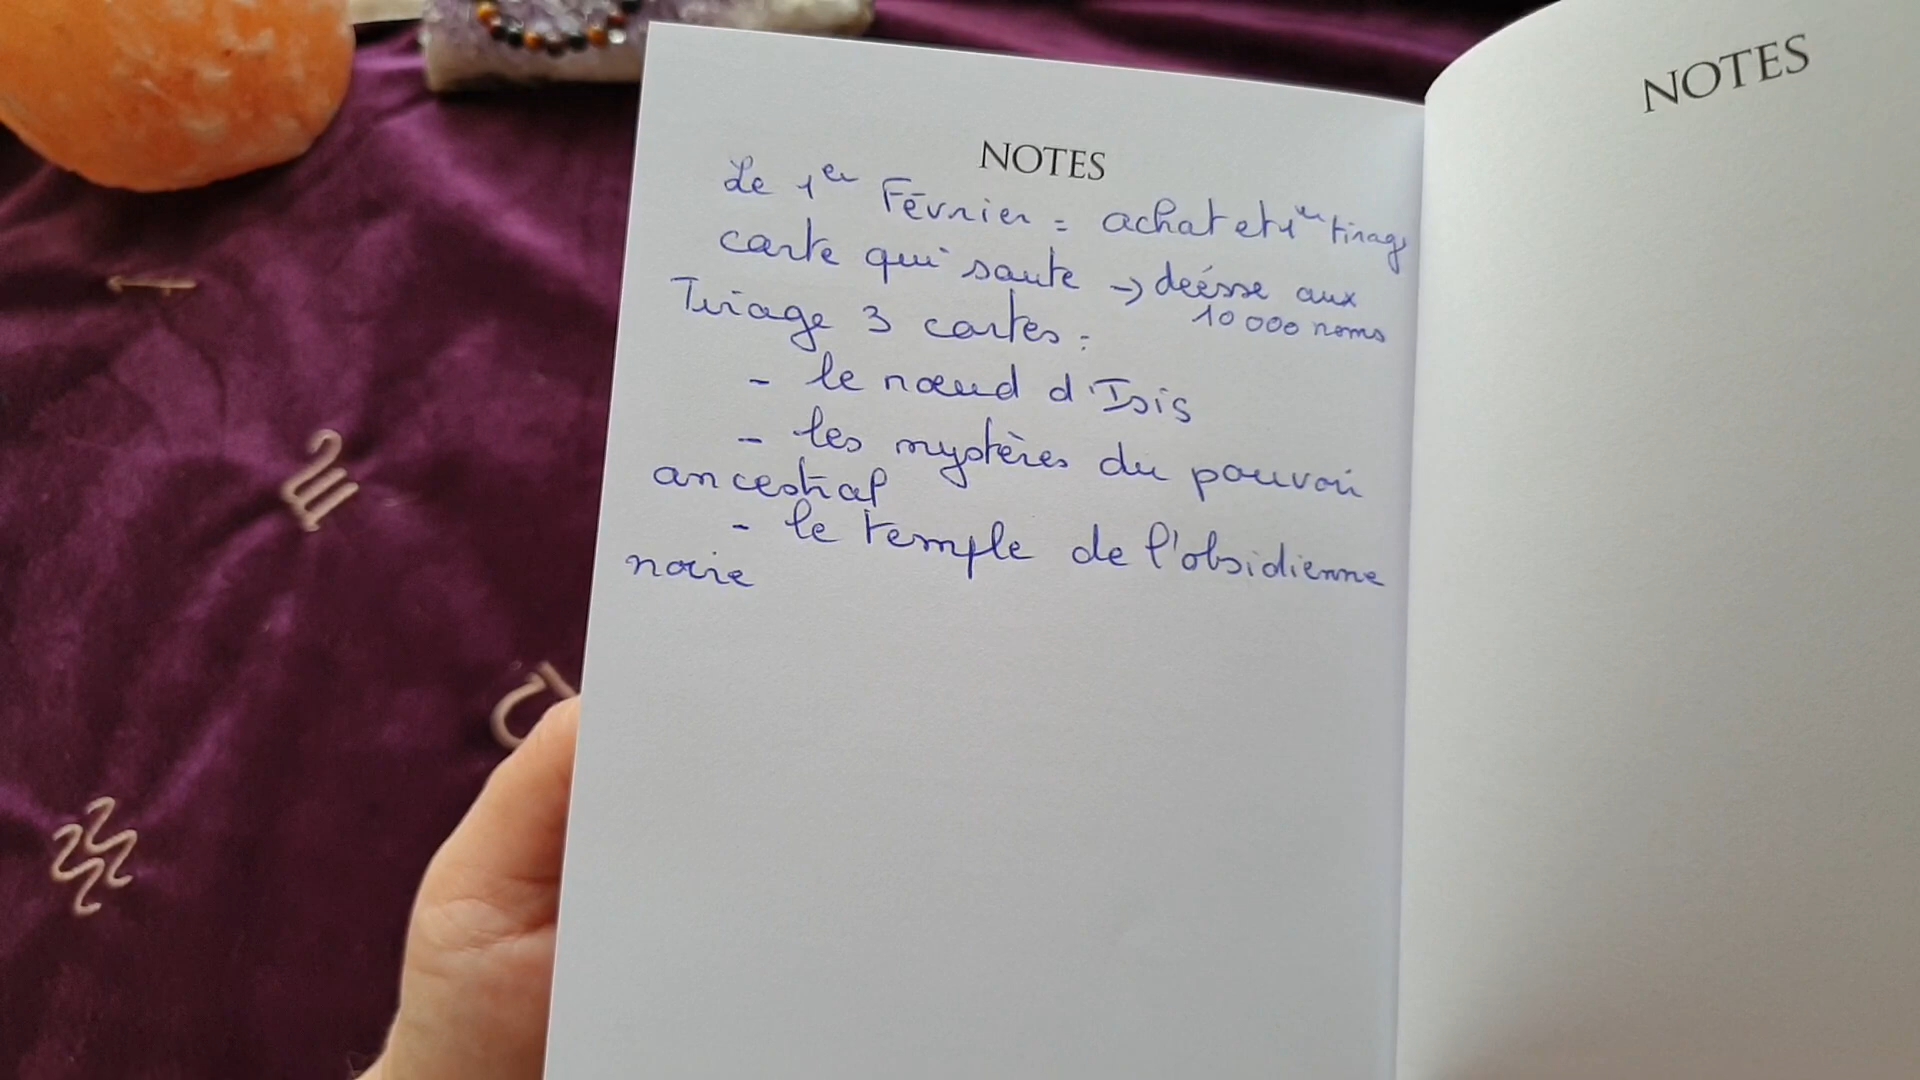 NOTES
Le 1er Février = achat et 1er tirage
carte qui saute → déésse aux
10 000 noms
Tirage 3 cartes :
- le nœud d'Isis
- les mystères du pouvoir
ancestral
- le temple de l'obsidienne
noire
NOTES